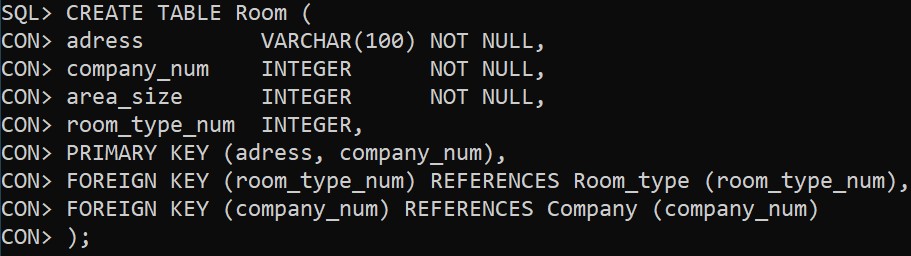 SQL> CREATE TABLE Room (
CON> adress         VARCHAR(100) NOT NULL,
CON> company_num    INTEGER      NOT NULL,
CON> area_size      INTEGER      NOT NULL,
CON> room_type_num  INTEGER,
CON> PRIMARY KEY (adress, company_num),
CON> FOREIGN KEY (room_type_num) REFERENCES Room_type (room_type_num),
CON> FOREIGN KEY (company_num) REFERENCES Company (company_num)
CON> );